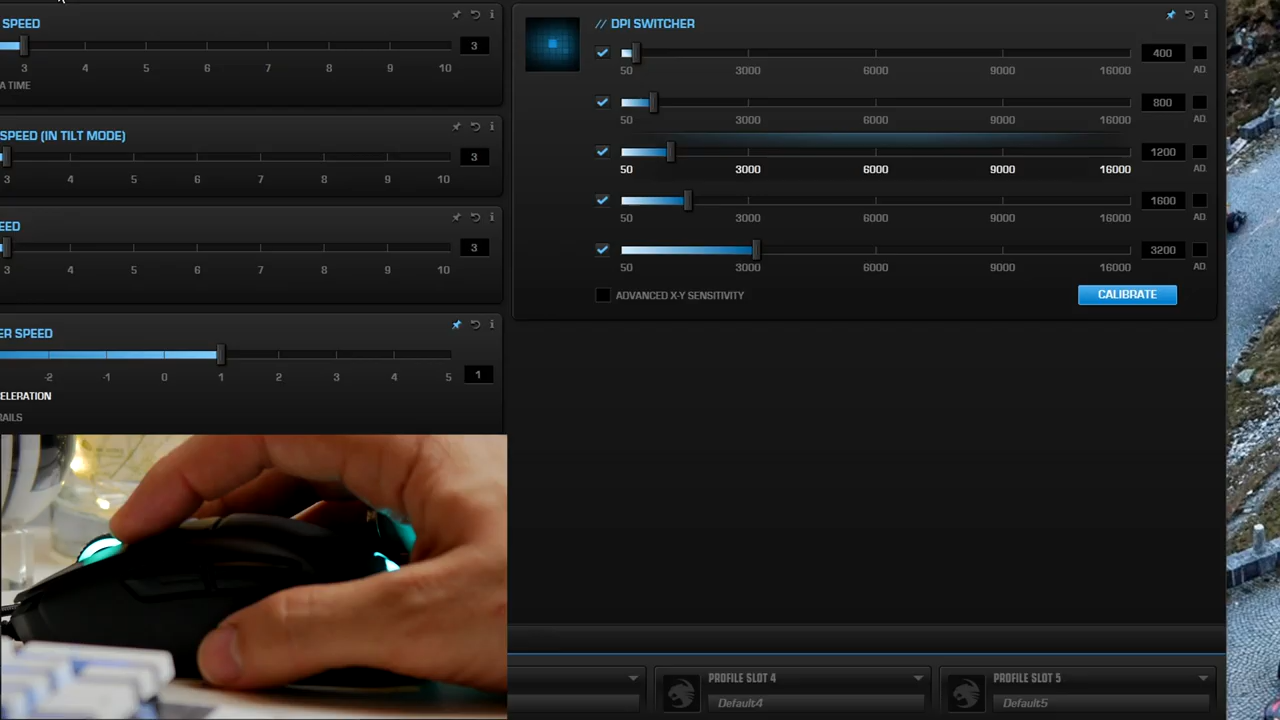 SPEED
3
3 4 5 6 7 8 9 10
A TIME
SPEED (IN TILT MODE)
3
3 4 5 6 7 8 9 10
EED
3
3 4 5 6 7 8 9 10
ER SPEED
-2 -1 0 1 2 3 4 5
1
ELERATION
AILS
// DPI SWITCHER
400
50 3000 6000 9000 16000 AD.
800
50 3000 6000 9000 16000 AD.
1200
50 3000 6000 9000 16000 AD.
1600
50 3000 6000 9000 16000 AD.
3200
50 3000 6000 9000 16000 AD.
ADVANCED X-Y SENSITIVITY
CALIBRATE
PROFILE SLOT 4
Default4
PROFILE SLOT 5
Default5